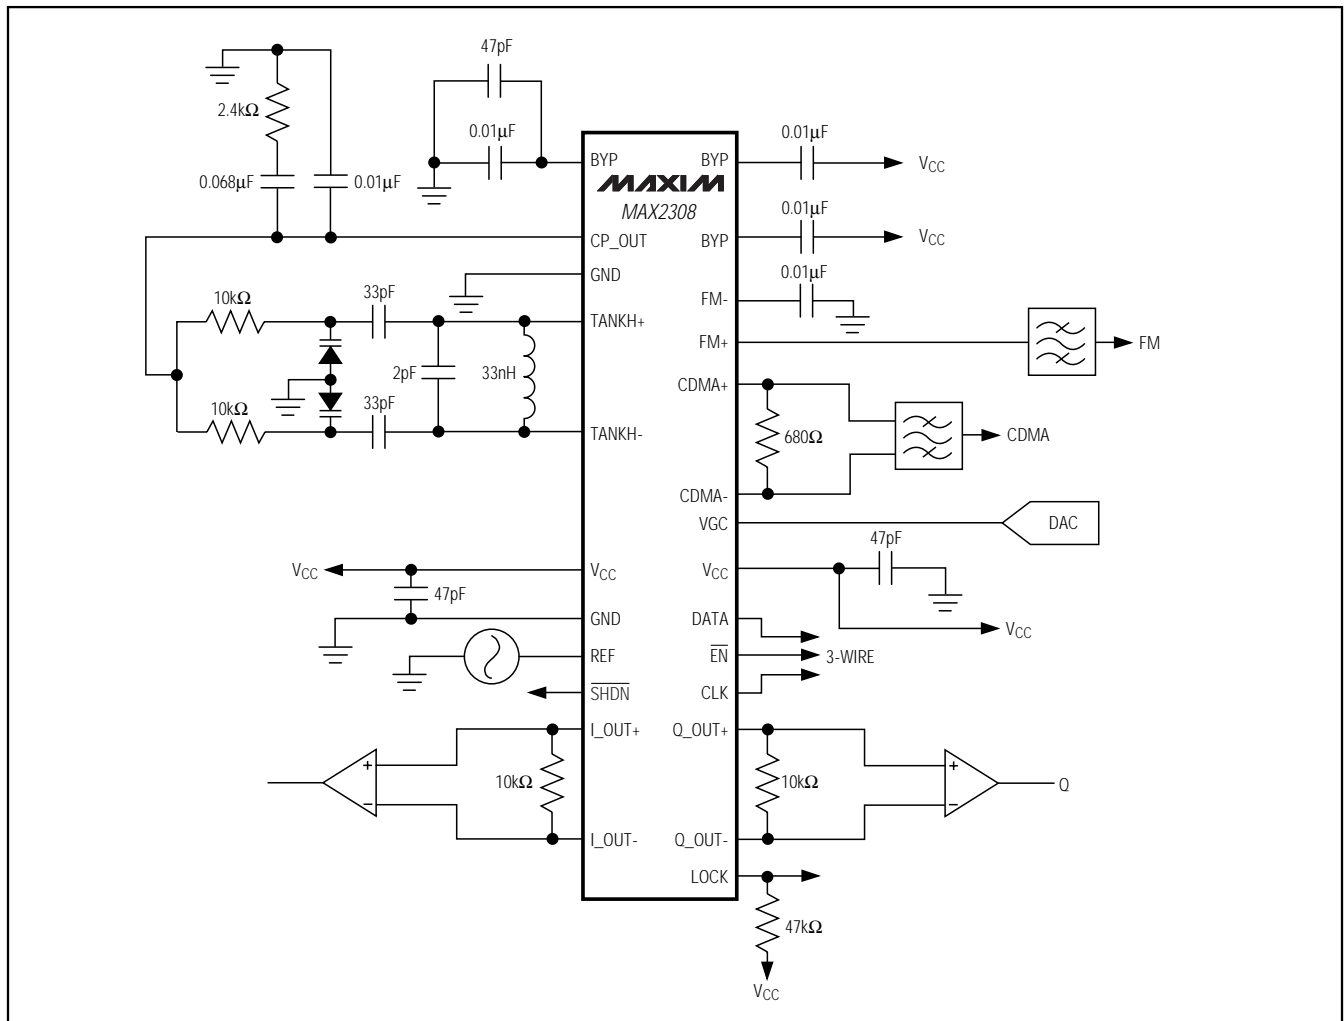 47pF
2.4kΩ
0.01µF
0.01µF
BYP
BYP
VCC
MAXIM
0.068µF
0.01µF
0.01µF
MAX2308
CP_OUT
BYP
VCC
GND
0.01µF
10kΩ
33pF
FM-
TANKH+
FM+
FM
2pF
33nH
CDMA+
10kΩ
33pF
TANKH-
680Ω
CDMA
CDMA-
VGC
DAC
47pF
VCC
VCC
VCC
47pF
GND
DATA
VCC
REF
EN
3-WIRE
SHDN
CLK
I_OUT+
Q_OUT+
+
+
10kΩ
10kΩ
Q
−
−
I_OUT-
Q_OUT-
LOCK
47kΩ
VCC